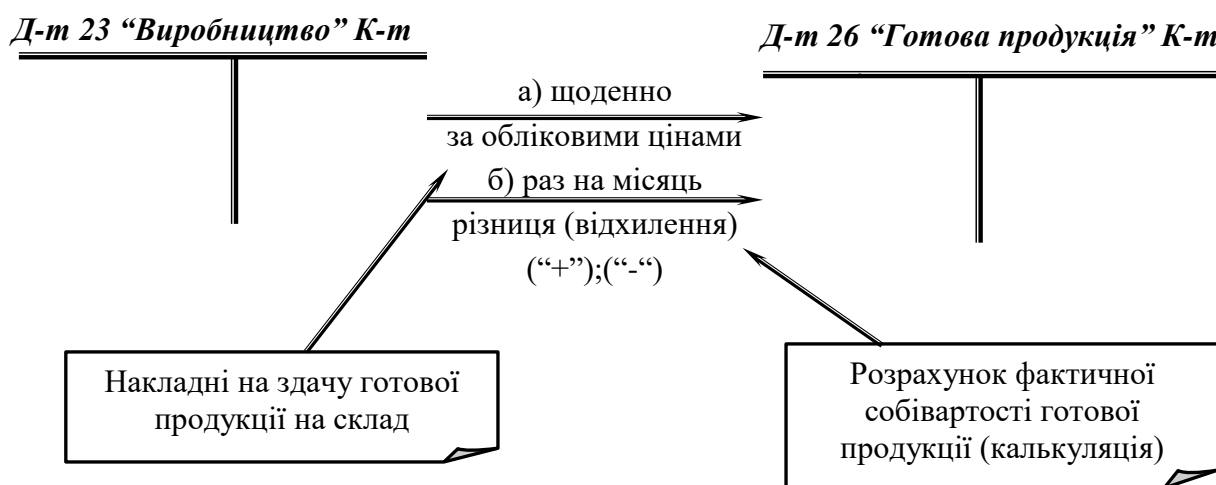 Д-т 23 “Виробництво” К-т
Д-т 26 “Готова продукція” К-т
а) щоденно
за обліковими цінами
б) раз на місяць
різниця (відхилення)
(“+”);(“-“)
Накладні на здачу готової
продукції на склад
Розрахунок фактичної
собівартості готової
продукції (калькуляція)